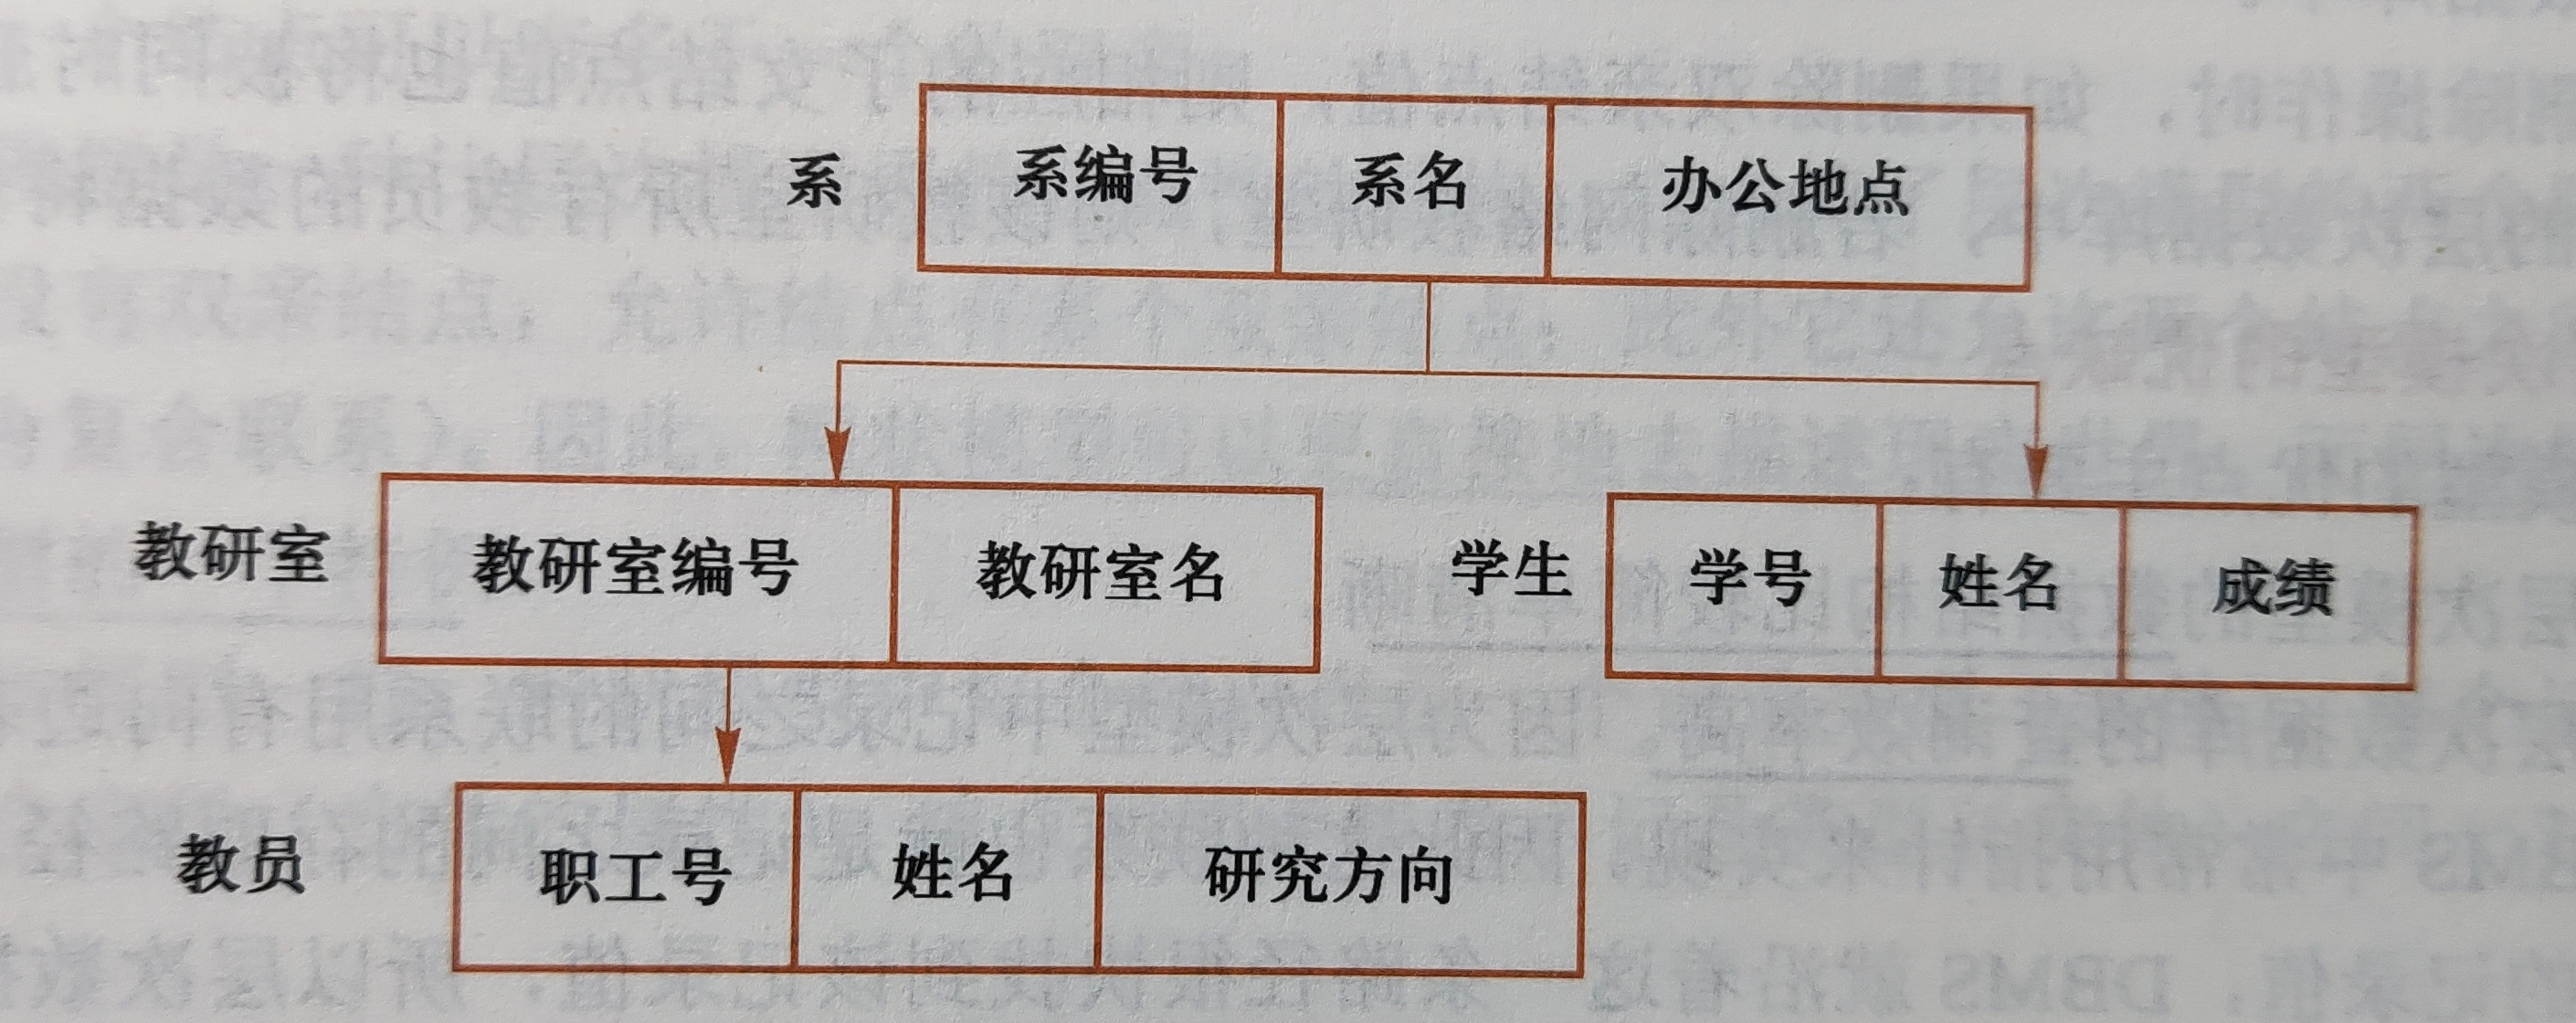 系 系编号 系名 办公地点
教研室 教研室编号 教研室名 学生 学号 姓名 成绩
教员 职工号 姓名 研究方向